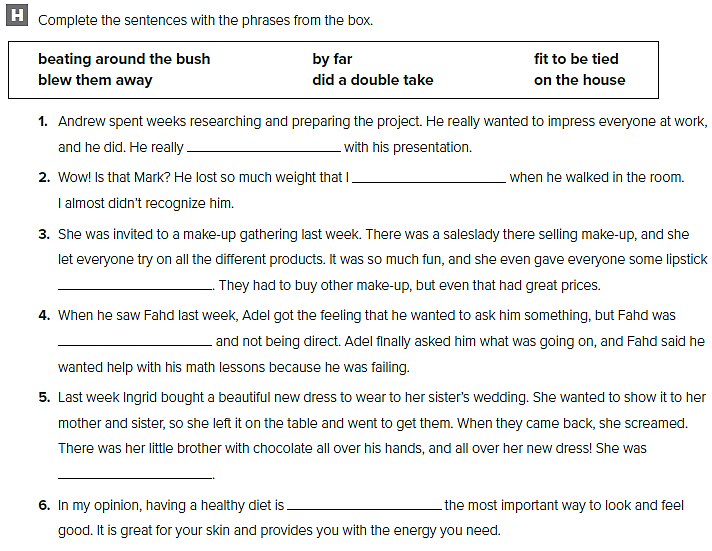 H Complete the sentences with the phrases from the box.
beating around the bush by far fit to be tied
blew them away did a double take on the house
1. Andrew spent weeks researching and preparing the project. He really wanted to impress everyone at work,
and he did. He really ____________________ with his presentation.
2. Wow! Is that Mark? He lost so much weight that I ____________________ when he walked in the room.
I almost didn't recognize him.
3. She was invited to a make-up gathering last week. There was a saleslady there selling make-up, and she
let everyone try on all the different products. It was so much fun, and she even gave everyone some lipstick
____________________. They had to buy other make-up, but even that had great prices.
4. When he saw Fahd last week, Adel got the feeling that he wanted to ask him something, but Fahd was
____________________ and not being direct. Adel finally asked him what was going on, and Fahd said he
wanted help with his math lessons because he was failing.
5. Last week Ingrid bought a beautiful new dress to wear to her sister's wedding. She wanted to show it to her
mother and sister, so she left it on the table and went to get them. When they came back, she screamed.
There was her little brother with chocolate all over his hands, and all over her new dress! She was
____________________.
6. In my opinion, having a healthy diet is ____________________ the most important way to look and feel
good. It is great for your skin and provides you with the energy you need.